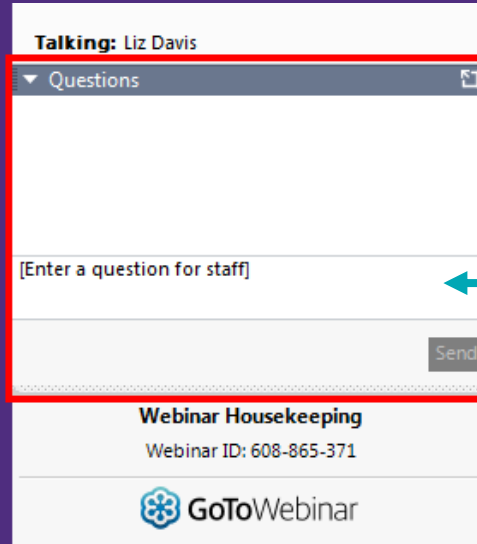 Talking: Liz Davis
Questions
[Enter a question for staff]
Send
Webinar Housekeeping
Webinar ID: 608-865-371
GoToWebinar